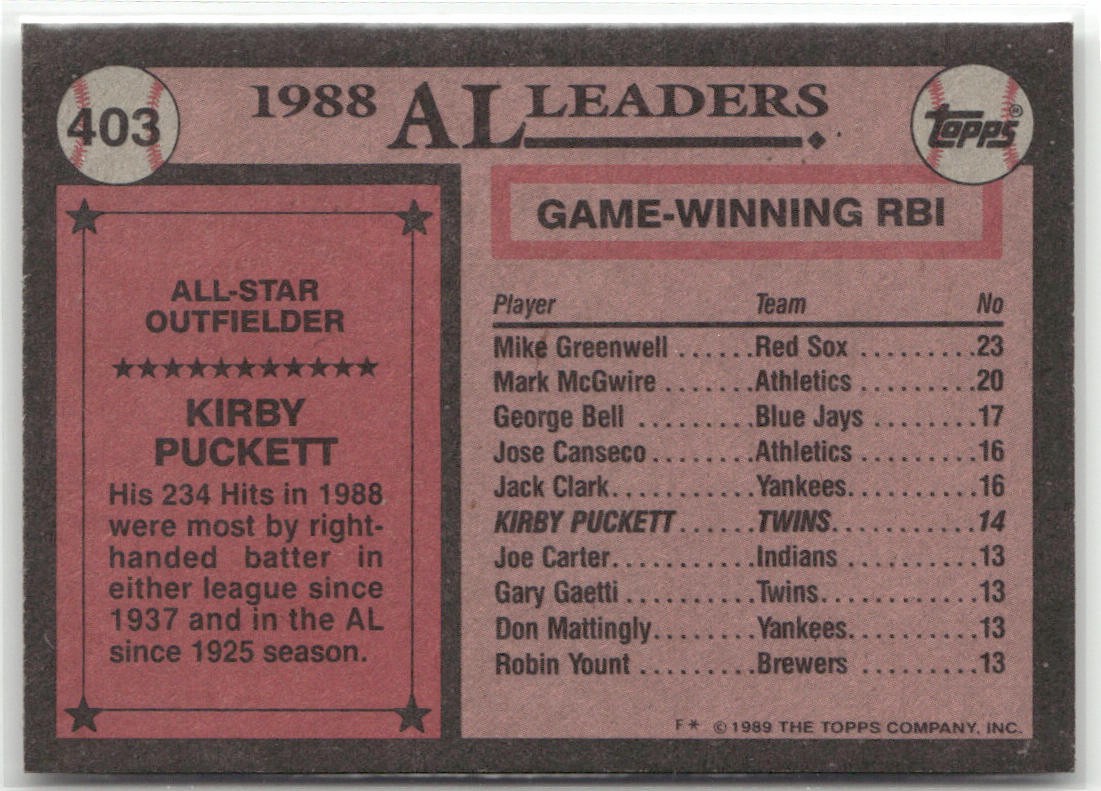 403
1988 AL LEADERS
topps®
ALL-STAR
OUTFIELDER
KIRBY
PUCKETT
His 234 Hits in 1988
were most by right-
handed batter in
either league since
1937 and in the AL
since 1925 season.
GAME-WINNING RBI
Player Team No
Mike Greenwell . . . . . . . Red Sox . . . . . . . . . 23
Mark McGwire . . . . . . . . Athletics . . . . . . . . . 20
George Bell . . . . . . . . . Blue Jays . . . . . . . . . 17
Jose Canseco . . . . . . . . Athletics . . . . . . . . . 16
Jack Clark . . . . . . . . . . . Yankees . . . . . . . . . 16
KIRBY PUCKETT . . . . . . TWINS . . . . . . . . . . . 14
Joe Carter . . . . . . . . . . . Indians . . . . . . . . . . 13
Gary Gaetti . . . . . . . . . . Twins . . . . . . . . . . . . 13
Don Mattingly . . . . . . . . Yankees . . . . . . . . . 13
Robin Yount . . . . . . . . . Brewers . . . . . . . . . 13
F* © 1989 THE TOPPS COMPANY, INC.